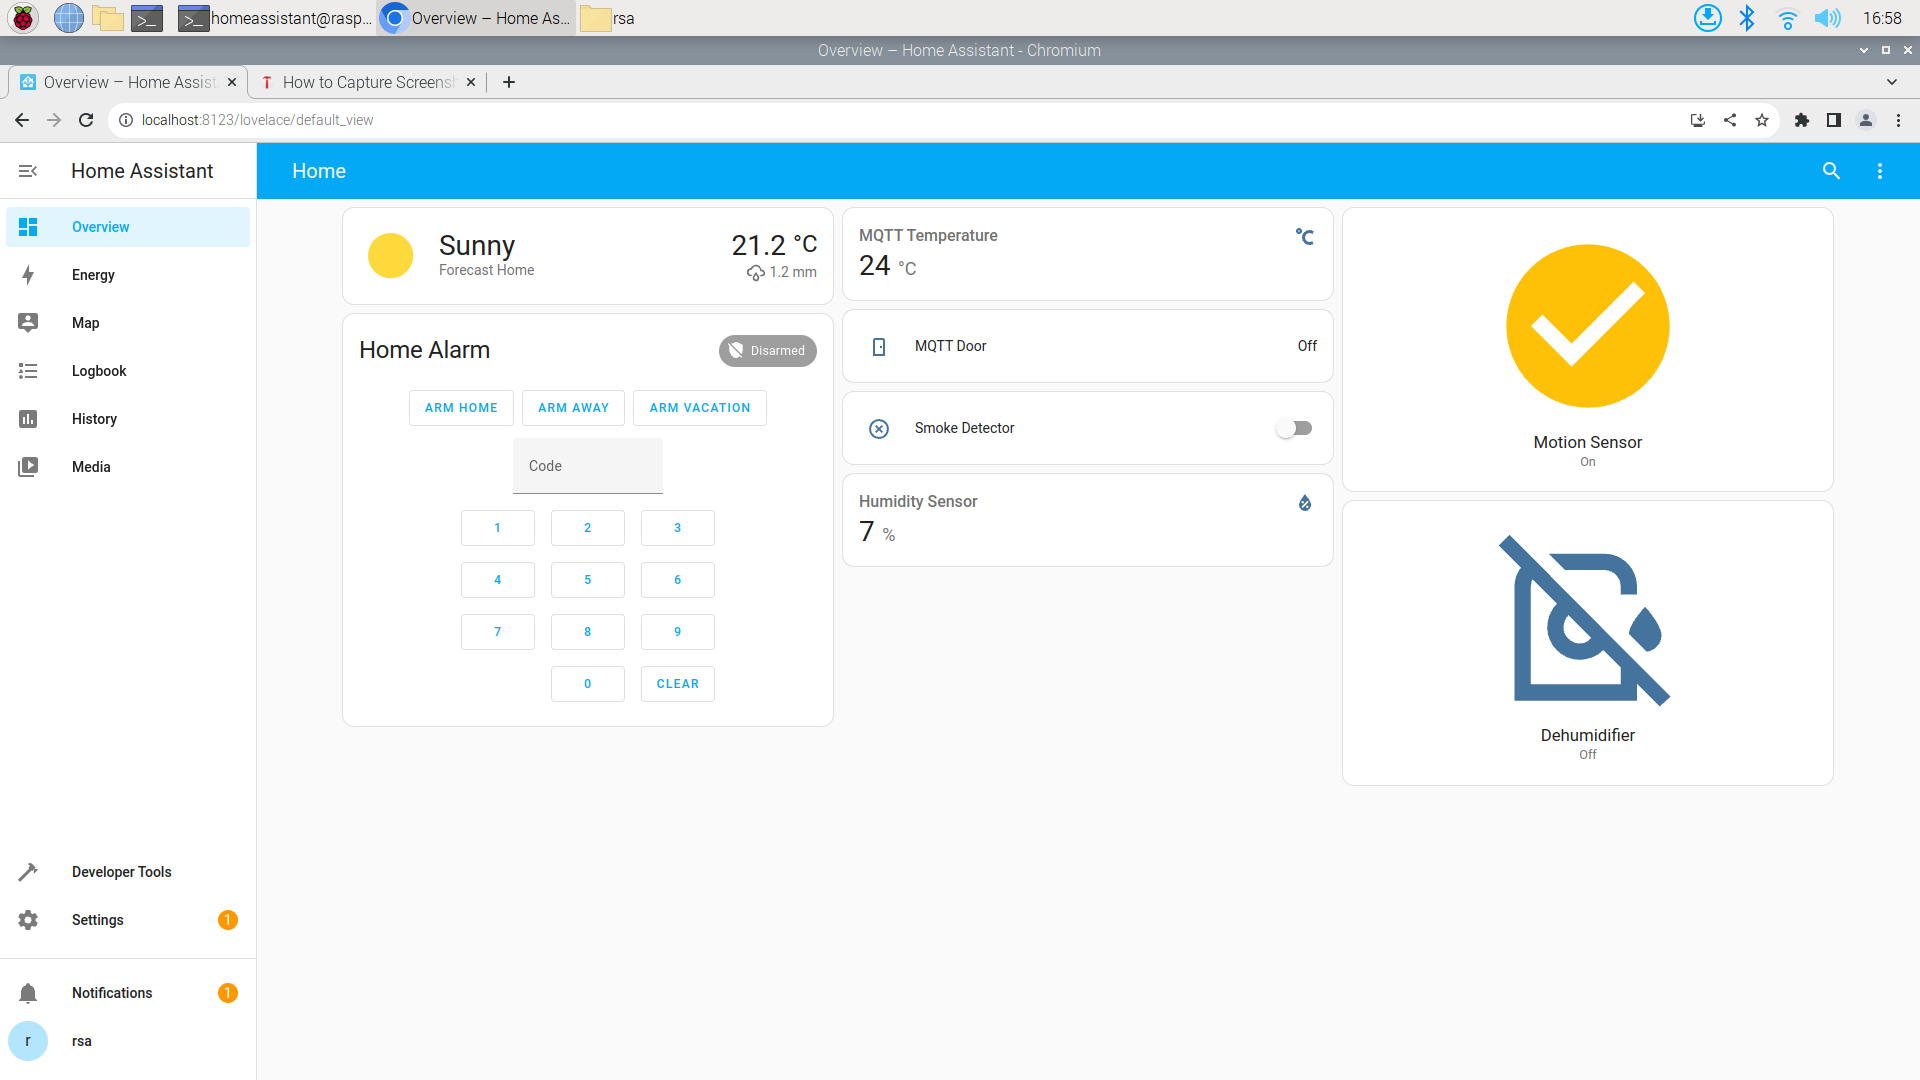 homeassistant@rasp...
Overview – Home As...
rsa
16:58
Overview – Home Assistant - Chromium
Overview – Home Assist
How to Capture Screensh
localhost:8123/lovelace/default_view
Home Assistant
Home
Overview
Energy
Map
Logbook
History
Media
Developer Tools
Settings
1
Notifications
1
r
rsa
Sunny
21.2 °C
Forecast Home
1.2 mm
Home Alarm
Disarmed
ARM HOME
ARM AWAY
ARM VACATION
Code
1
2
3
4
5
6
7
8
9
0
CLEAR
MQTT Temperature
°C
24 °C
MQTT Door
Off
Smoke Detector
Humidity Sensor
7 %
Motion Sensor
On
Dehumidifier
Off